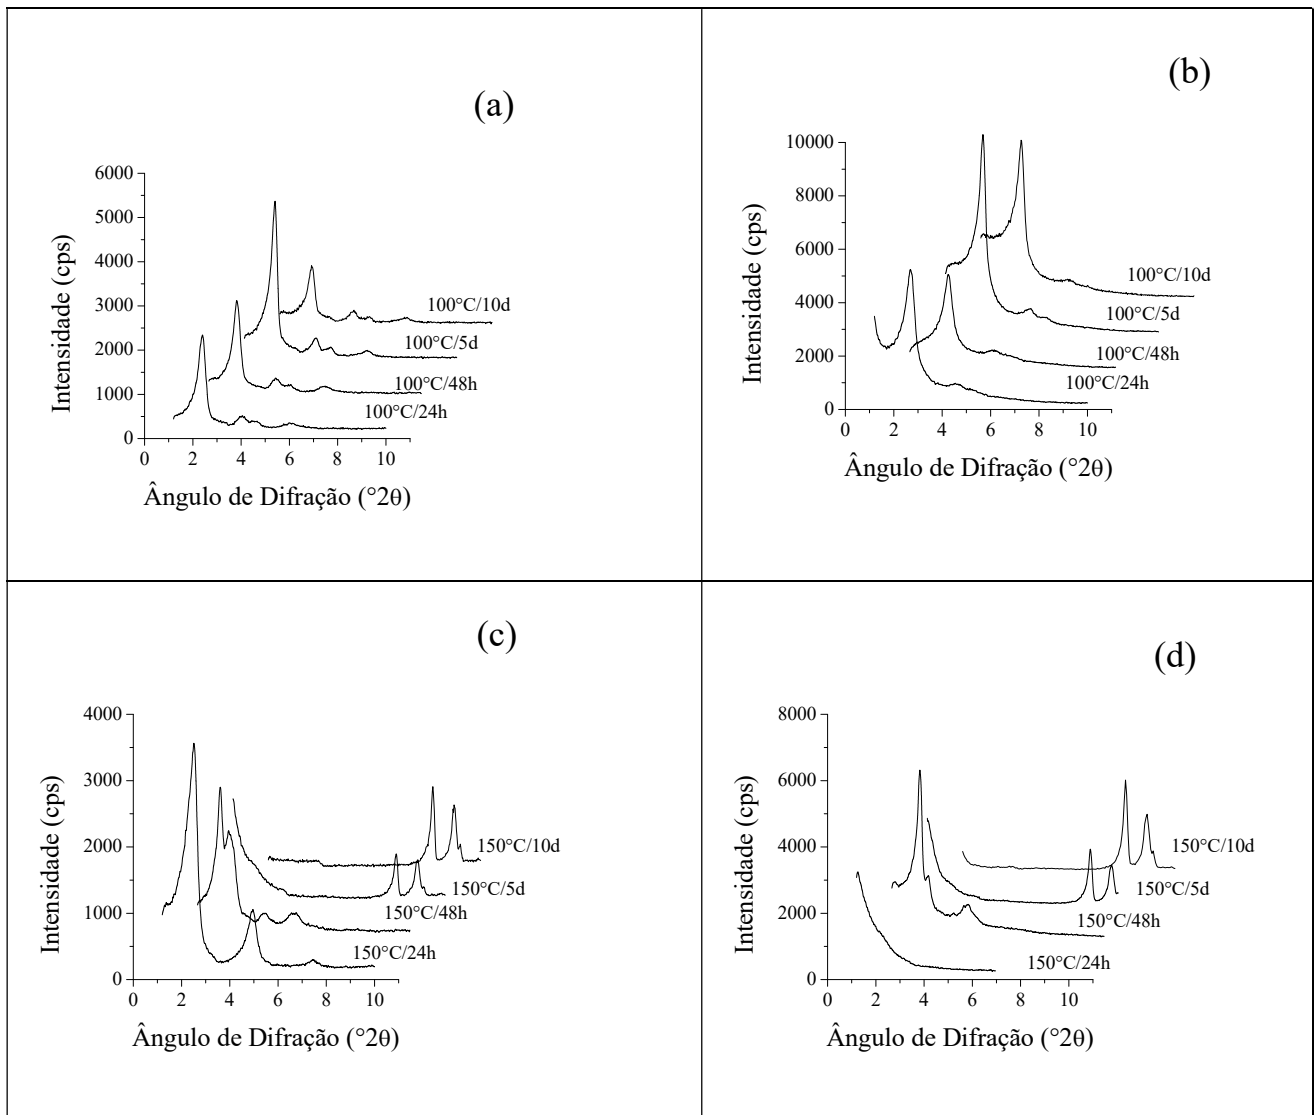 (a)
6000
5000
4000
3000
2000
1000
0
Intensidade (cps)
100°C/10d
100°C/5d
100°C/48h
100°C/24h
0 2 4 6 8 10
Ângulo de Difração (°2θ)
(b)
10000
8000
6000
4000
2000
0
Intensidade (cps)
100°C/10d
100°C/5d
100°C/48h
100°C/24h
0 2 4 6 8 10
Ângulo de Difração (°2θ)
(c)
4000
3000
2000
1000
0
Intensidade (cps)
150°C/10d
150°C/5d
150°C/48h
150°C/24h
0 2 4 6 8 10
Ângulo de Difração (°2θ)
(d)
8000
6000
4000
2000
0
Intensidade (cps)
150°C/10d
150°C/5d
150°C/48h
150°C/24h
0 2 4 6 8 10
Ângulo de Difração (°2θ)